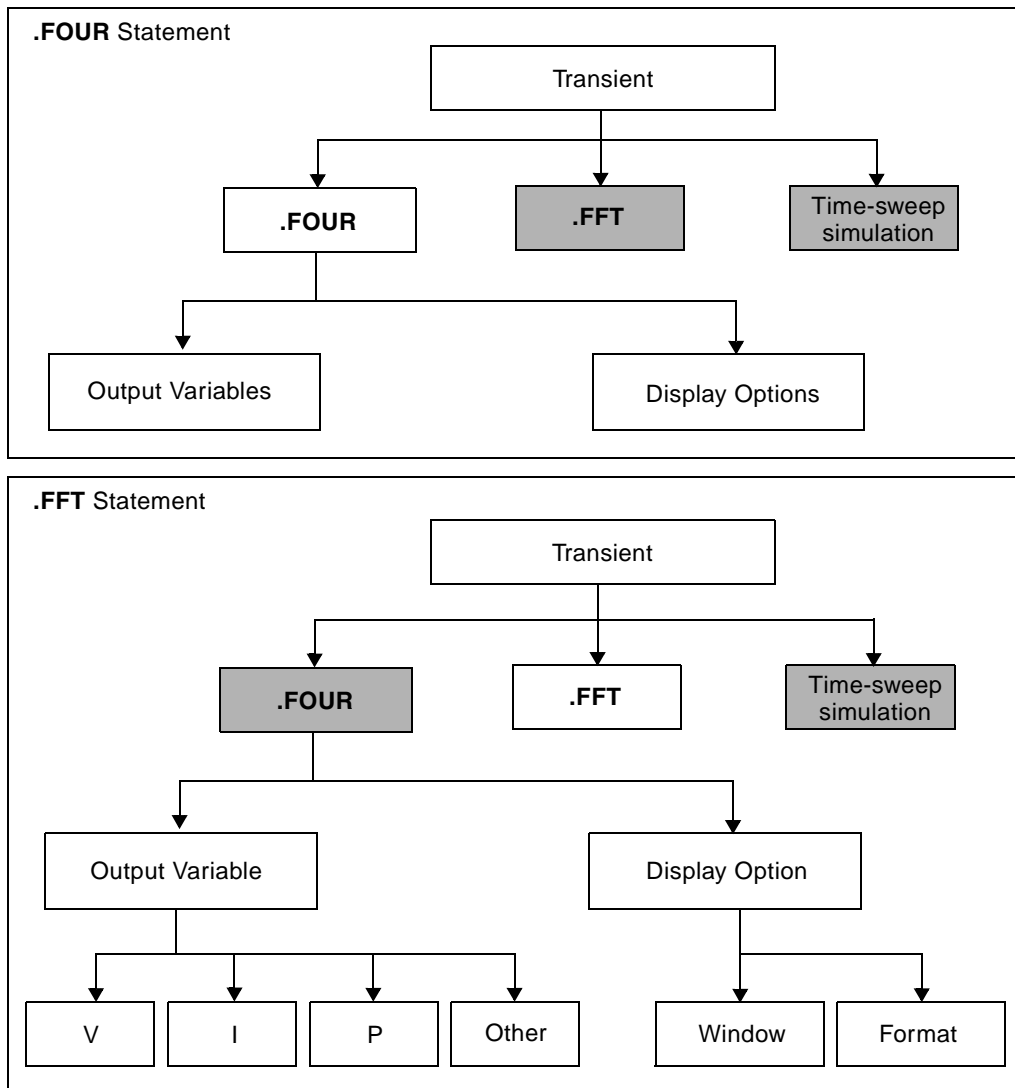 .FOUR Statement
Transient
.FOUR
.FFT
Time-sweep
simulation
Output Variables
Display Options
.FFT Statement
Transient
.FOUR
.FFT
Time-sweep
simulation
Output Variable
Display Option
V
I
P
Other
Window
Format